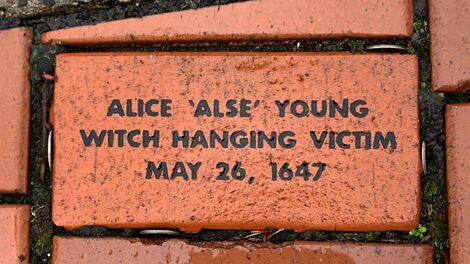 ALICE 'ALSE' YOUNG
WITCH HANGING VICTIM
MAY 26, 1647